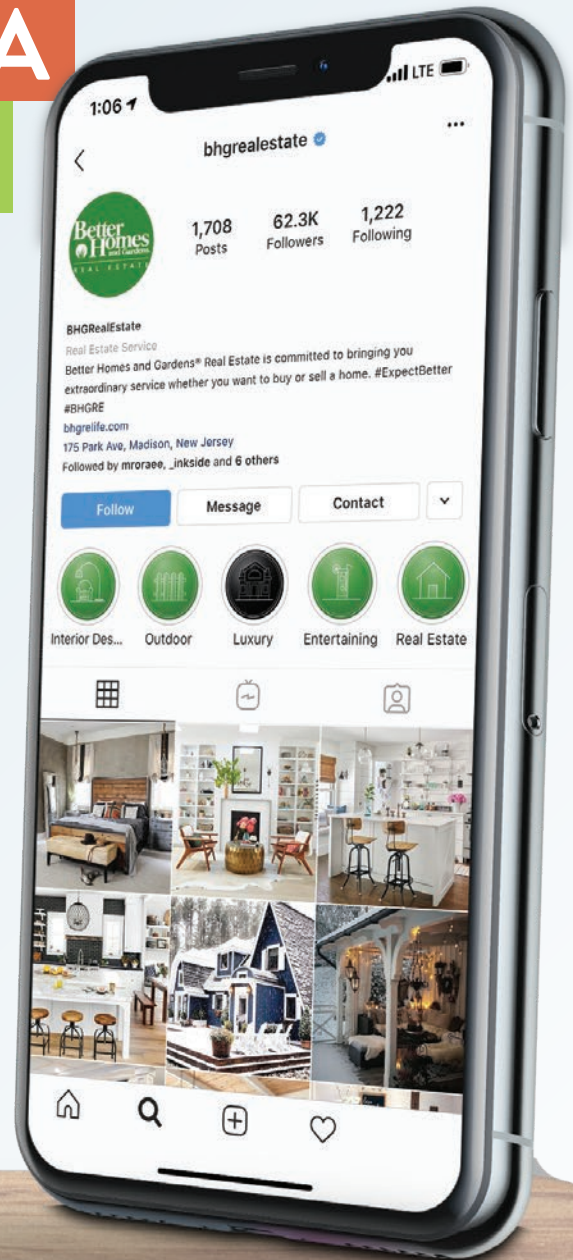 A
1:06
LTE
bhgrealestate
Better
Homes
and Gardens
REAL ESTATE
1,708
Posts
62.3K
Followers
1,222
Following
BHGRealEstate
Real Estate Service
Better Homes and Gardens® Real Estate is committed to bringing you
extraordinary service whether you want to buy or sell a home. #ExpectBetter
#BHGRE
bhgrelife.com
175 Park Ave, Madison, New Jersey
Followed by mroraee, _inkside and 6 others
Follow
Message
Contact
Interior Des...
Outdoor
Luxury
Entertaining
Real Estate